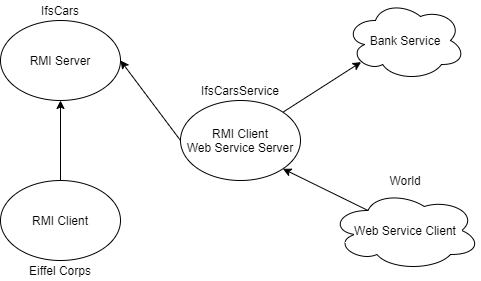 IfsCars
RMI Server
Bank Service
IfsCarsService
RMI Client
Web Service Server
World
RMI Client
Web Service Client
Eiffel Corps